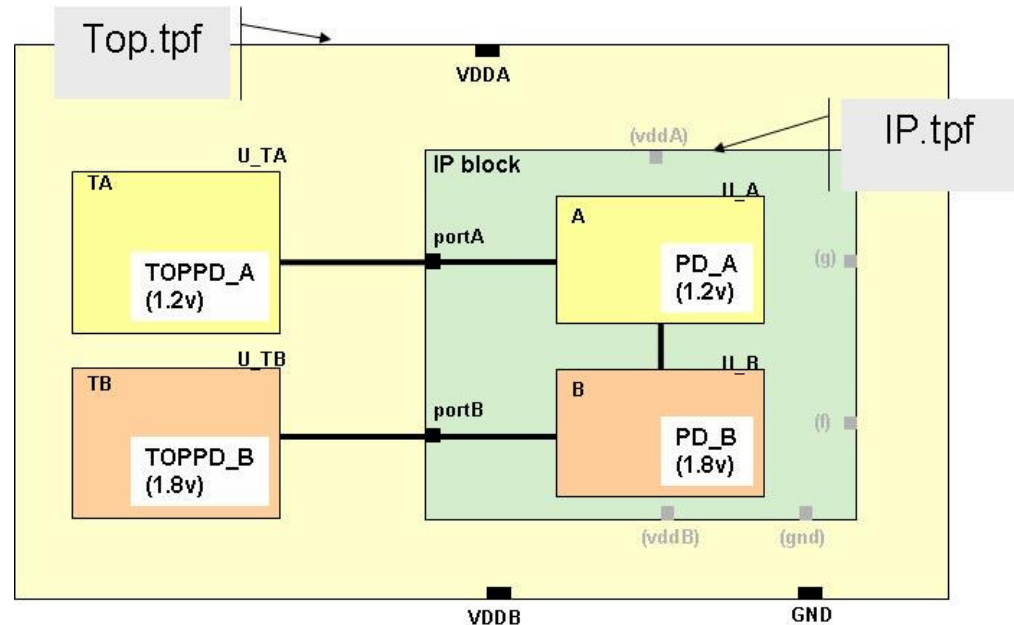 Top.tpf
VDDA
IP.tpf
(vddA)
U_TA
TA
TOPPD_A
(1.2v)
IP block
portA
U_A
A
PD_A
(1.2v)
(g)
U_TB
TB
TOPPD_B
(1.8v)
portB
U_B
B
PD_B
(1.8v)
(f)
(vddB)
(gnd)
VDDB
GND